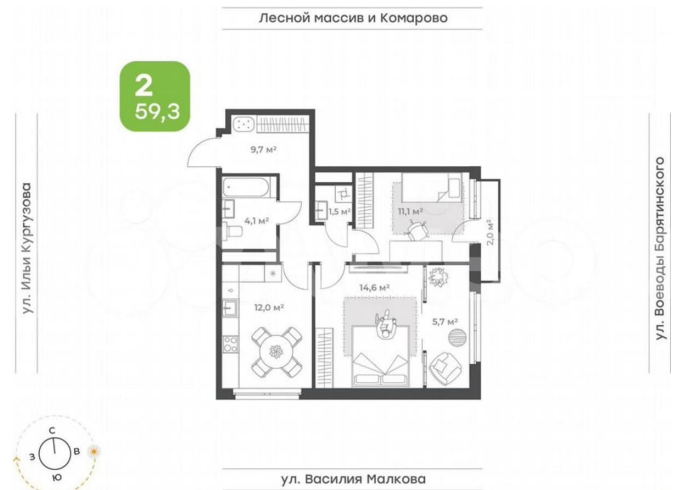 Лесной массив и Комарово
2
59,3
9,7 м²
4,1 м²
1,5 м²
11,1 м²
2,0 м²
12,0 м²
14,6 м²
5,7 м²
ул. Ильи Кургузова
ул. Воеводы Барятинского
С
З
В
Ю
ул. Василия Малкова